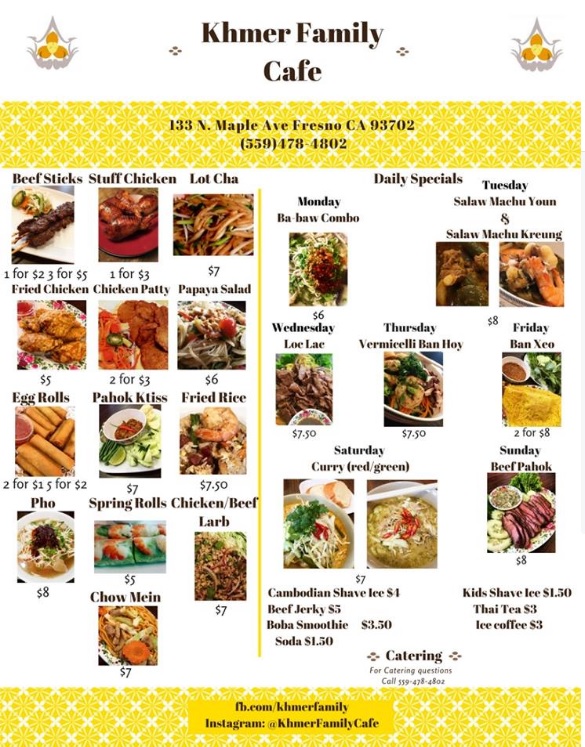 Khmer Family
Cafe
133 N. Maple Ave Fresno CA 93702
(559)478-4802
Beef Sticks
1 for $2 3 for $5
Stuff Chicken
1 for $3
Lot Cha
$7
Fried Chicken
$5
Chicken Patty
2 for $3
Papaya Salad
$6
Egg Rolls
2 for $1 5 for $2
Pahok Ktiss
$7
Fried Rice
$7.50
Pho
$8
Spring Rolls
$5
Chicken/Beef
Larb
$7
Chow Mein
$7
Daily Specials
Monday
Ba-baw Combo
$6
Tuesday
Salaw Machu Youn
&
Salaw Machu Kreung
$8
Wednesday
Loc Lac
$7.50
Thursday
Vermicelli Ban Hoy
$7.50
Friday
Ban Xeo
2 for $8
Saturday
Curry (red/green)
$7
Sunday
Beef Pahok
$8
Cambodian Shave Ice $4
Beef Jerky $5
Boba Smoothie $3.50
Soda $1.50
Kids Shave Ice $1.50
Thai Tea $3
Ice coffee $3
Catering
For Catering questions
Call 559-478-4802
fb.com/khmerfamily
Instagram: @KhmerFamilyCafe